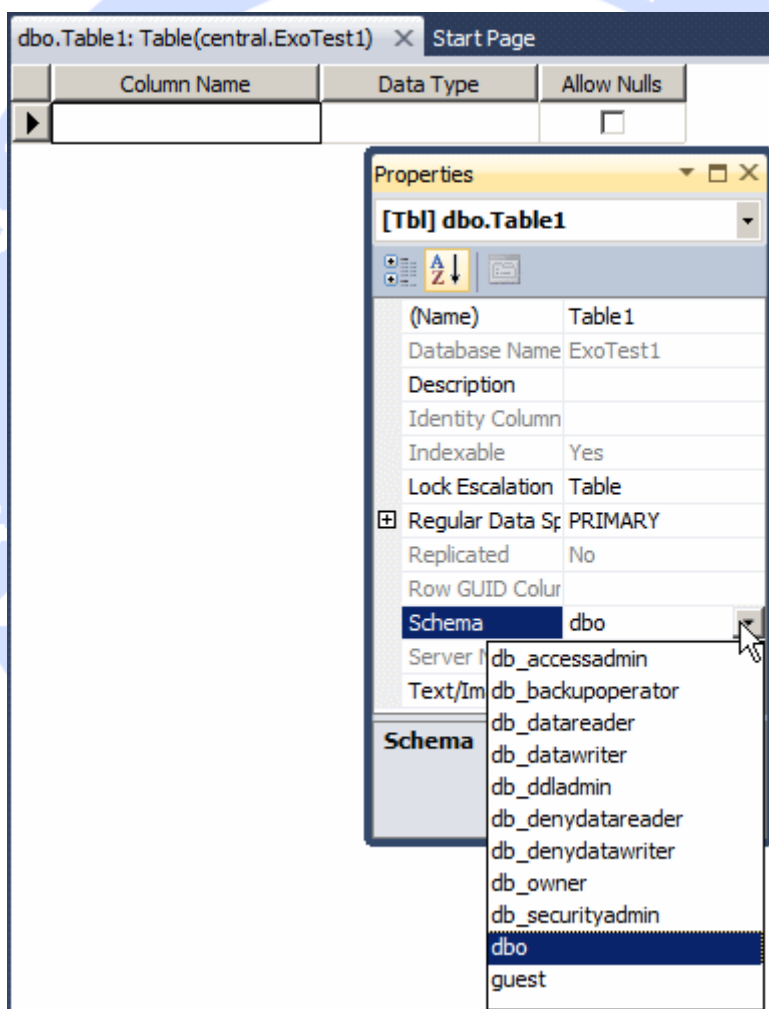 dbo.Table1: Table(central.ExoTest1) Start Page
Column Name Data Type Allow Nulls
Properties
[Tbl] dbo.Table1
(Name) Table1
Database Name ExoTest1
Description
Identity Column
Indexable Yes
Lock Escalation Table
Regular Data Sp PRIMARY
Replicated No
Row GUID Colur
Schema dbo
Server
Text/Im
Schema
db_accessadmin
db_backupoperator
db_datareader
db_datawriter
db_ddladmin
db_denydatareader
db_denydatawriter
db_owner
db_securityadmin
dbo
guest